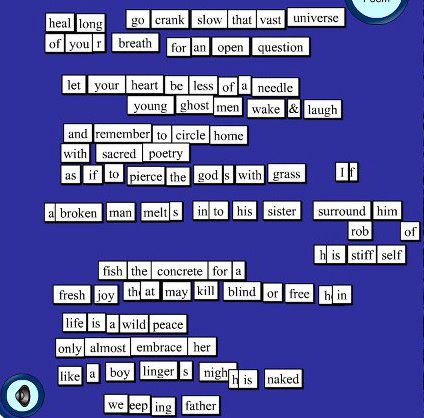 Poem
heal long go crank slow that vast universe
of you r breath for an open question
let your heart be less of a needle
young ghost men wake & laugh
and remember to circle home
with sacred poetry
as if to pierce the god s with grass I f
a broken man melt s in to his sister surround him
rob of
h is stiff self
fish the concrete for a
fresh joy th at may kill blind or free h in
life is a wild peace
only almost embrace her
like a boy linger s nigh h is naked
we eep ing father